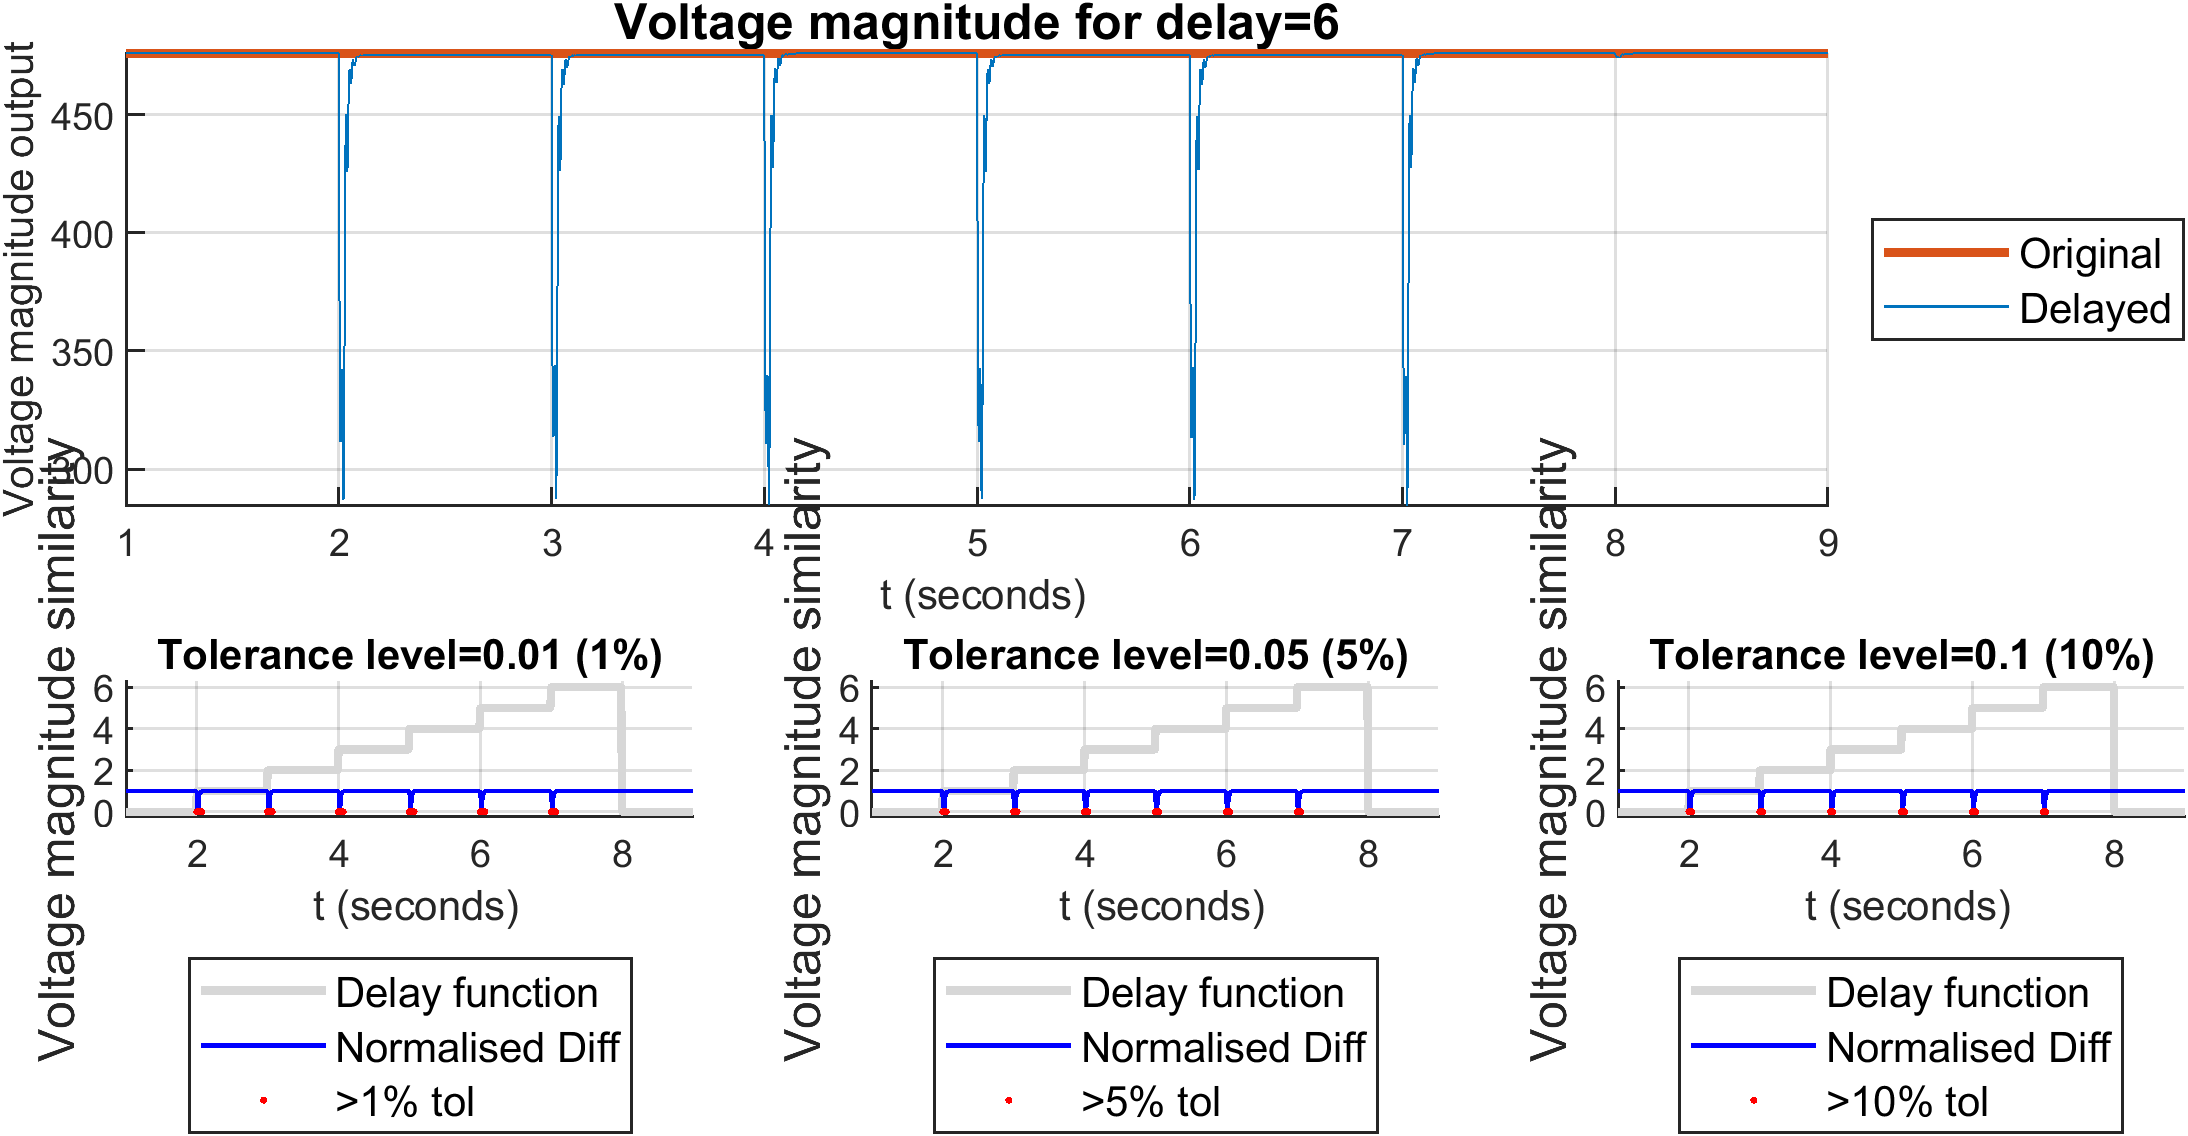 Voltage magnitude for delay=6
Voltage magnitude output
450
400
350
300
1 2 3 4 5 6 7 8 9
t (seconds)
Original
Delayed
Voltage magnitude similarity
Tolerance level=0.01 (1%)
6
4
2
0
2 4 6 8
t (seconds)
Delay function
Normalised Diff
>1% tol
Voltage magnitude similarity
Tolerance level=0.05 (5%)
6
4
2
0
2 4 6 8
t (seconds)
Delay function
Normalised Diff
>5% tol
Voltage magnitude similarity
Tolerance level=0.1 (10%)
6
4
2
0
2 4 6 8
t (seconds)
Delay function
Normalised Diff
>10% tol